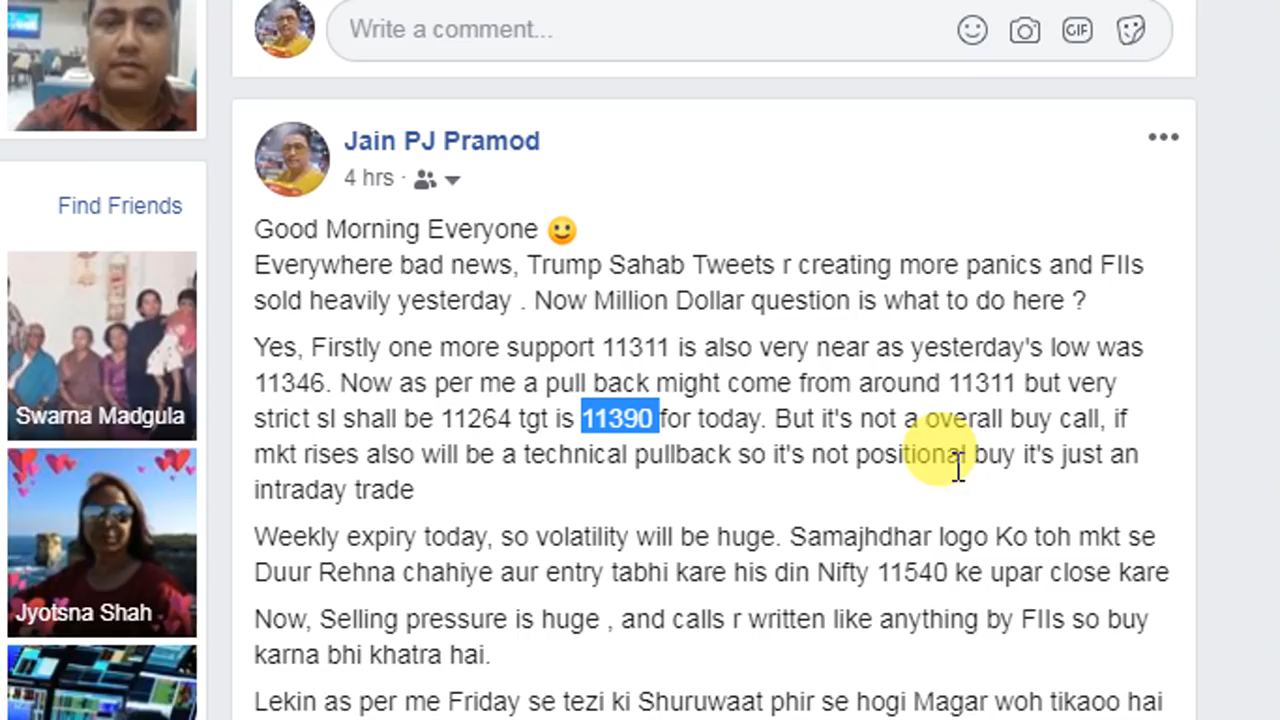 Write a comment...
GIF
Jain PJ Pramod
4 hrs ·
Find Friends
Swarna Madgula
Jyotsna Shah
Good Morning Everyone 🙂
Everywhere bad news, Trump Sahab Tweets r creating more panics and FIIs
sold heavily yesterday . Now Million Dollar question is what to do here ?
Yes, Firstly one more support 11311 is also very near as yesterday's low was
11346. Now as per me a pull back might come from around 11311 but very
strict sl shall be 11264 tgt is 11390 for today. But it's not a overall buy call, if
mkt rises also will be a technical pullback so it's not positional buy it's just an
intraday trade
Weekly expiry today, so volatility will be huge. Samajhdhar logo Ko toh mkt se
Duur Rehna chahiye aur entry tabhi kare his din Nifty 11540 ke upar close kare
Now, Selling pressure is huge , and calls r written like anything by FIIs so buy
karna bhi khatra hai.
Lekin as per me Friday se tezi ki Shuruwaat phir se hogi Magar woh tikaoo hai